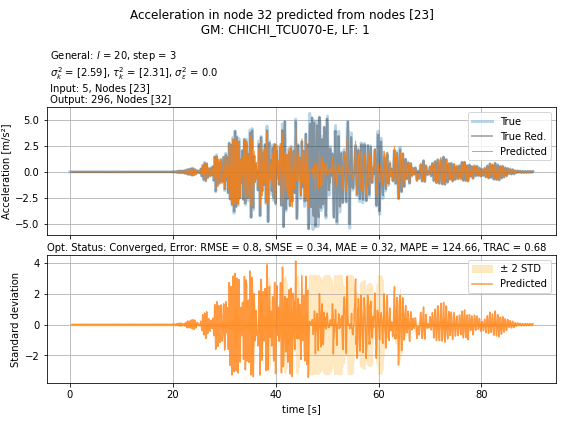 Acceleration in node 32 predicted from nodes [23]
GM: CHICHI_TCU070-E, LF: 1
General: l = 20, step = 3
σ²ₖ = [2.59], τ²ₖ = [2.31], σ²ε = 0.0
Input: 5, Nodes [23]
Output: 296, Nodes [32]
Acceleration [m/s²]
5.0
2.5
0.0
−2.5
−5.0
True
True Red.
Predicted
Opt. Status: Converged, Error: RMSE = 0.8, SMSE = 0.34, MAE = 0.32, MAPE = 124.66, TRAC = 0.68
Standard deviation
4
2
0
−2
± 2 STD
Predicted
0
20
40
60
80
time [s]